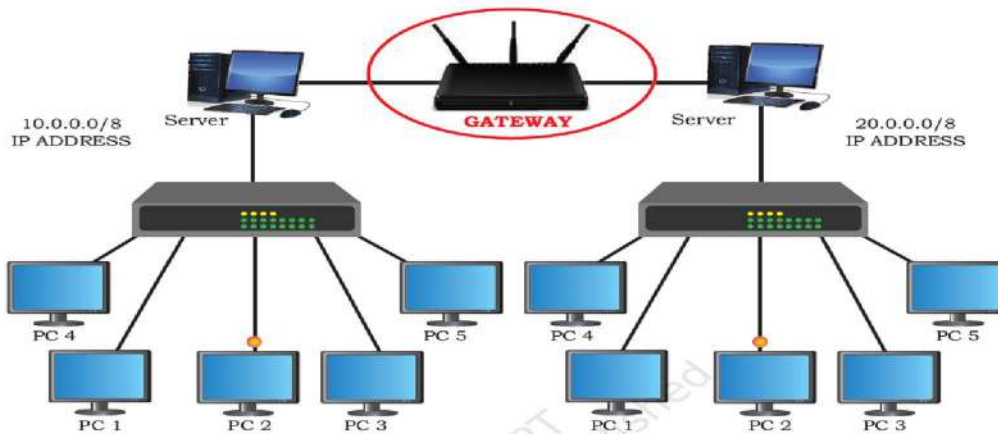 GATEWAY
Server
Server
10.0.0.0/8
IP ADDRESS
20.0.0.0/8
IP ADDRESS
PC 4
PC 5
PC 4
PC 5
PC 1
PC 2
PC 3
PC 1
PC 2
PC 3